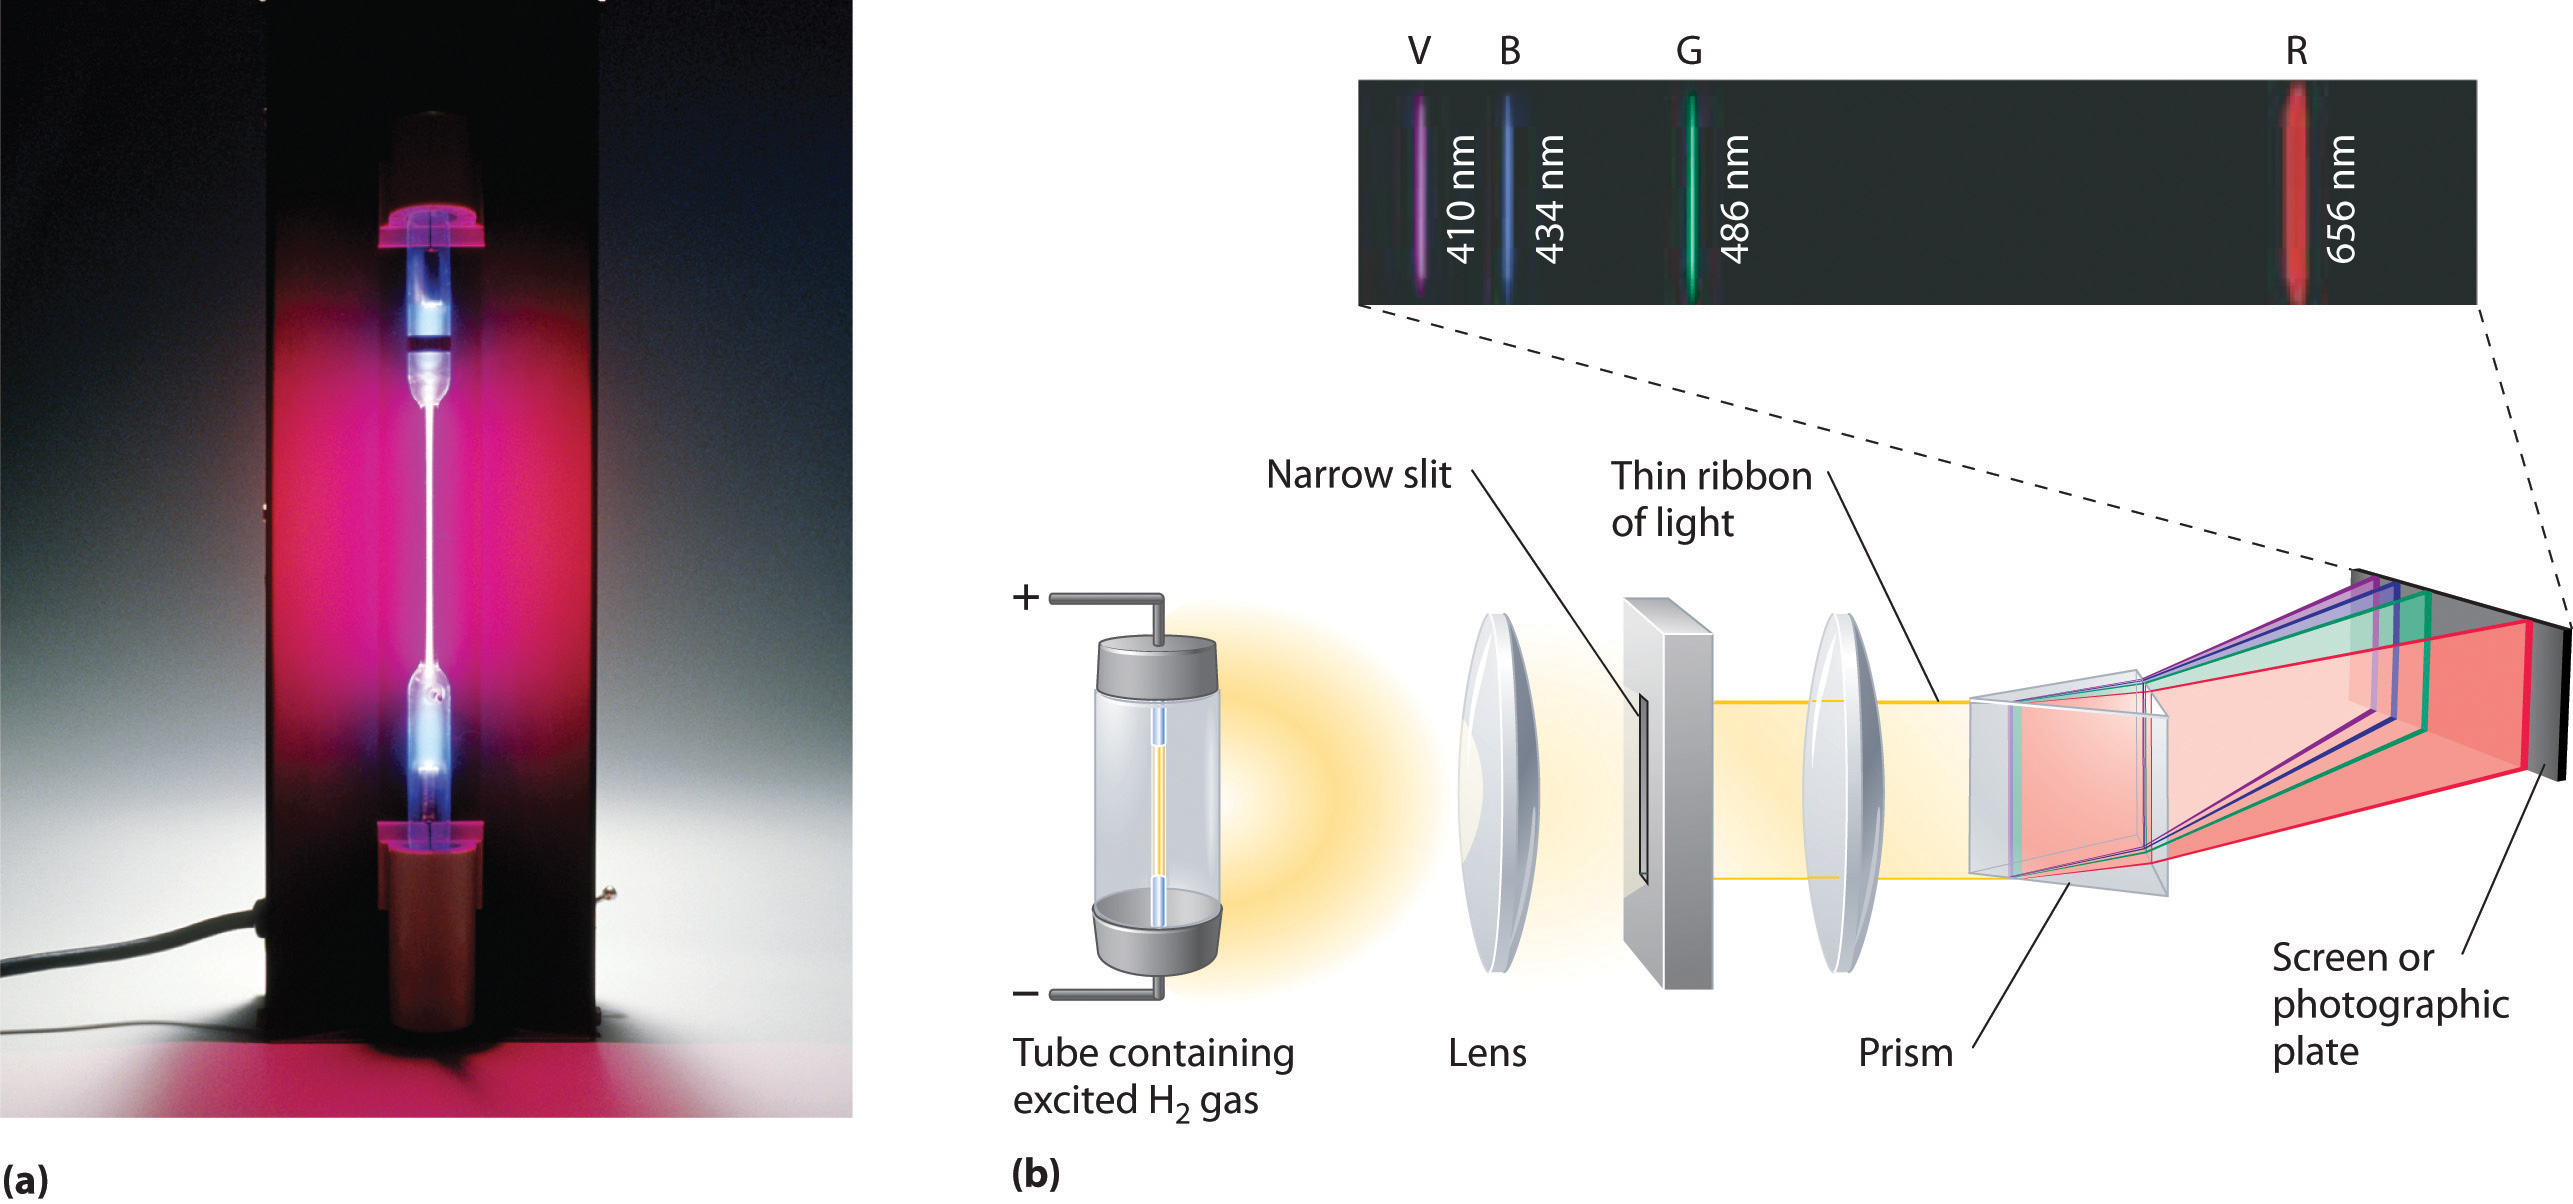 V B G R
410 nm
434 nm
486 nm
656 nm
Narrow slit
Thin ribbon
of light
+
−
Tube containing
excited H₂ gas
Lens
Prism
Screen or
photographic
plate
(a)
(b)